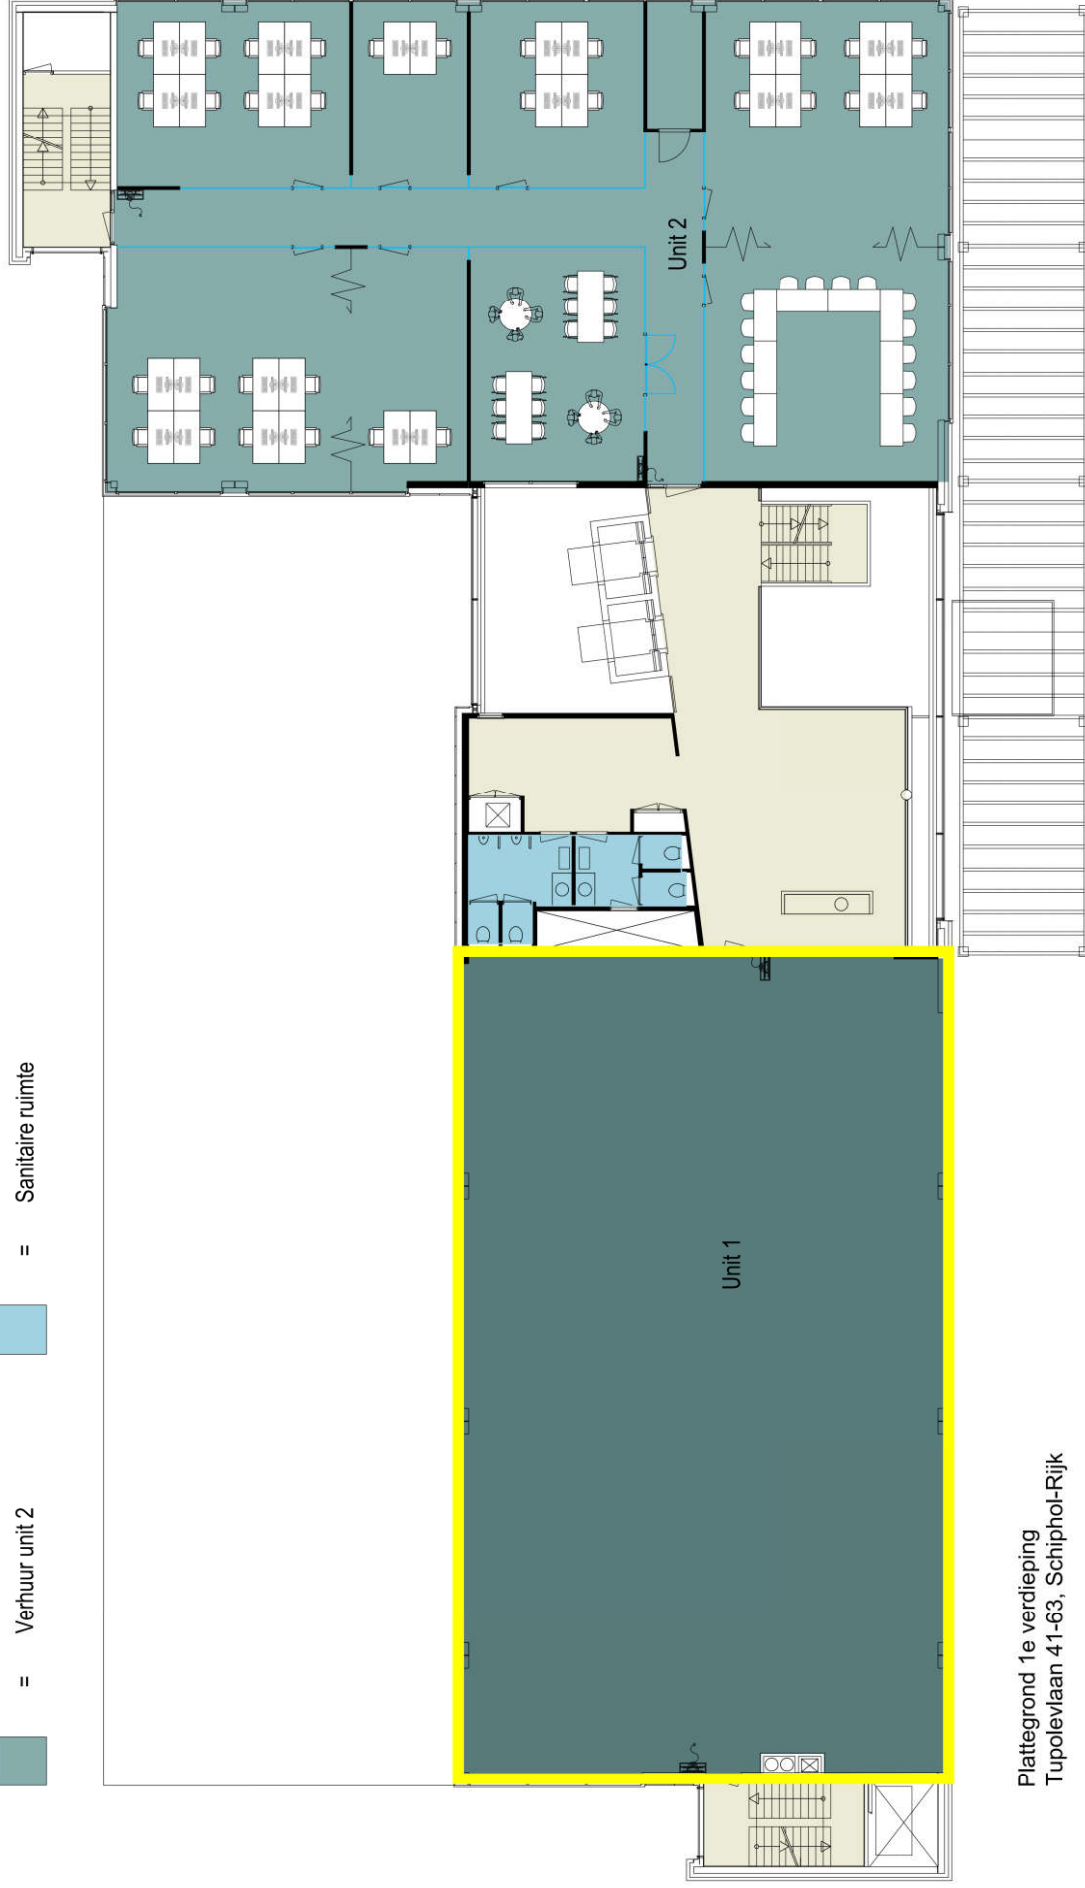 = Verhuur unit 2
= Sanitaire ruimte
Unit 1
Unit 2
Plattegrond 1e verdieping
Tupolevlaan 41-63, Schiphol-Rijk